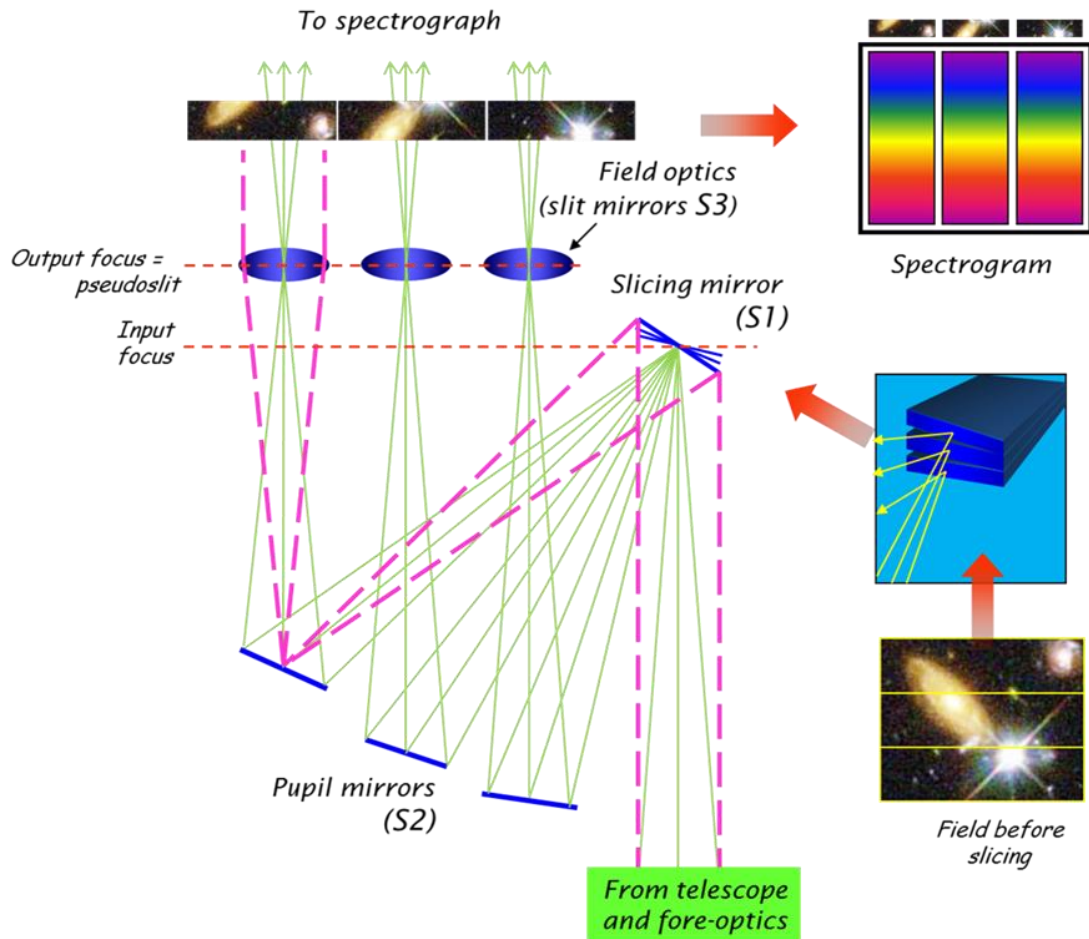 To spectrograph
Field optics
(slit mirrors S3)
Output focus =
pseudoslit
Slicing mirror
(S1)
Input
focus
Spectrogram
Pupil mirrors
(S2)
Field before
slicing
From telescope
and fore-optics